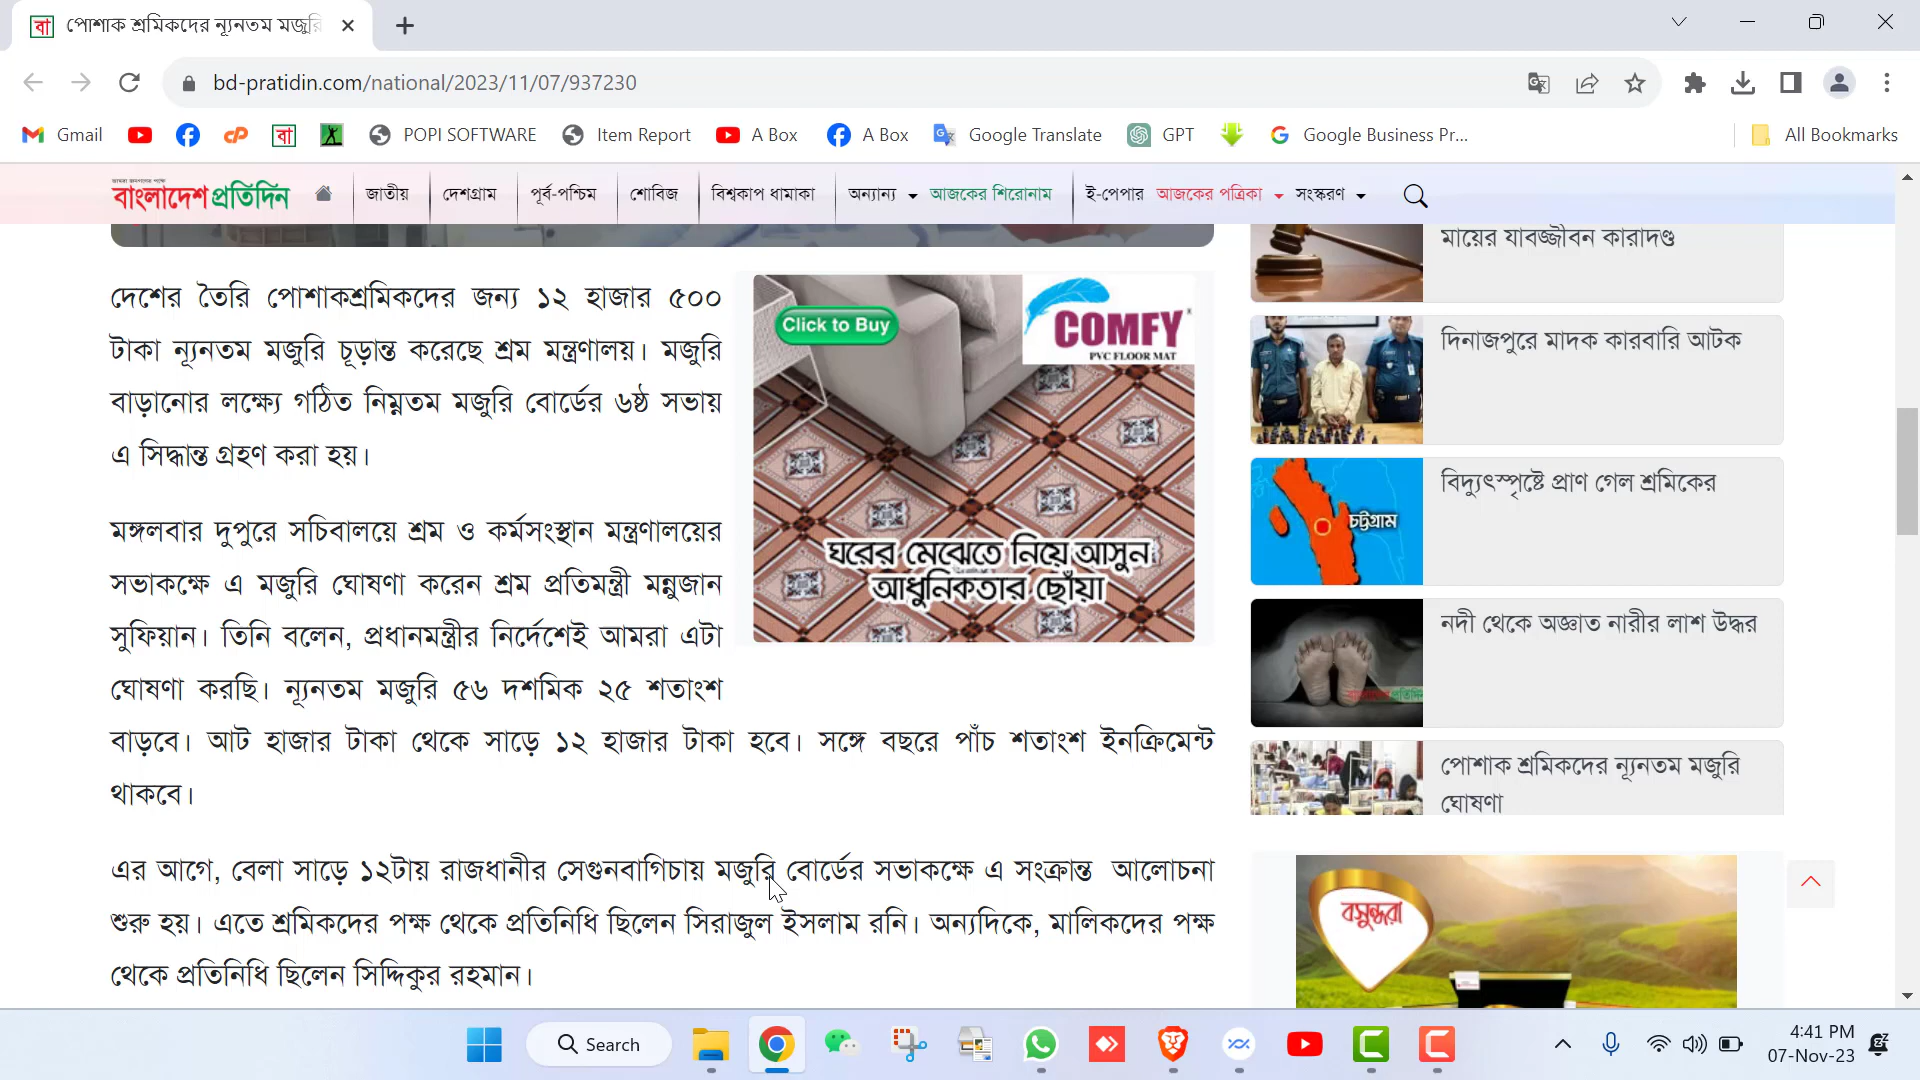 পোশাক শ্রমিকদের ন্যূনতম মজুরি
bd-pratidin.com/national/2023/11/07/937230
Gmail
POPI SOFTWARE
Item Report
A Box
A Box
Google Translate
GPT
Google Business Pr...
All Bookmarks
বাংলাদেশ প্রতিদিন
জাতীয়
দেশগ্রাম
পূর্ব-পশ্চিম
শোবিজ
বিশ্বকাপ ধামাকা
অন্যান্য
আজকের শিরোনাম
ই-পেপার
আজকের পত্রিকা
সংস্করণ
দেশের তৈরি পোশাকশ্রমিকদের জন্য ১২ হাজার ৫০০
টাকা ন্যূনতম মজুরি চূড়ান্ত করেছে শ্রম মন্ত্রণালয়। মজুরি
বাড়ানোর লক্ষ্যে গঠিত নিম্নতম মজুরি বোর্ডের ৬ষ্ঠ সভায়
এ সিদ্ধান্ত গ্রহণ করা হয়।
মঙ্গলবার দুপুরে সচিবালয়ে শ্রম ও কর্মসংস্থান মন্ত্রণালয়ের
সভাকক্ষে এ মজুরি ঘোষণা করেন শ্রম প্রতিমন্ত্রী মন্নুজান
সুফিয়ান। তিনি বলেন, প্রধানমন্ত্রীর নির্দেশেই আমরা এটা
ঘোষণা করছি। ন্যূনতম মজুরি ৫৬ দশমিক ২৫ শতাংশ
বাড়বে। আট হাজার টাকা থেকে সাড়ে ১২ হাজার টাকা হবে। সঙ্গে বছরে পাঁচ শতাংশ ইনক্রিমেন্ট
থাকবে।
এর আগে, বেলা সাড়ে ১২টায় রাজধানীর সেগুনবাগিচায় মজুরি বোর্ডের সভাকক্ষে এ সংক্রান্ত আলোচনা
শুরু হয়। এতে শ্রমিকদের পক্ষ থেকে প্রতিনিধি ছিলেন সিরাজুল ইসলাম রনি। অন্যদিকে, মালিকদের পক্ষ
থেকে প্রতিনিধি ছিলেন সিদ্দিকুর রহমান।
Click to Buy
COMFY
PVC FLOOR MAT
ঘরের মেঝেতে নিয়ে আসুন
আধুনিকতার ছোঁয়া
মায়ের যাবজ্জীবন কারাদণ্ড
দিনাজপুরে মাদক কারবারি আটক
চট্টগ্রাম
বিদ্যুৎস্পৃষ্টে প্রাণ গেল শ্রমিকের
নদী থেকে অজ্ঞাত নারীর লাশ উদ্ধার
পোশাক শ্রমিকদের ন্যূনতম মজুরি
ঘোষণা
বসুন্ধরা
Search
4:41 PM
07-Nov-23